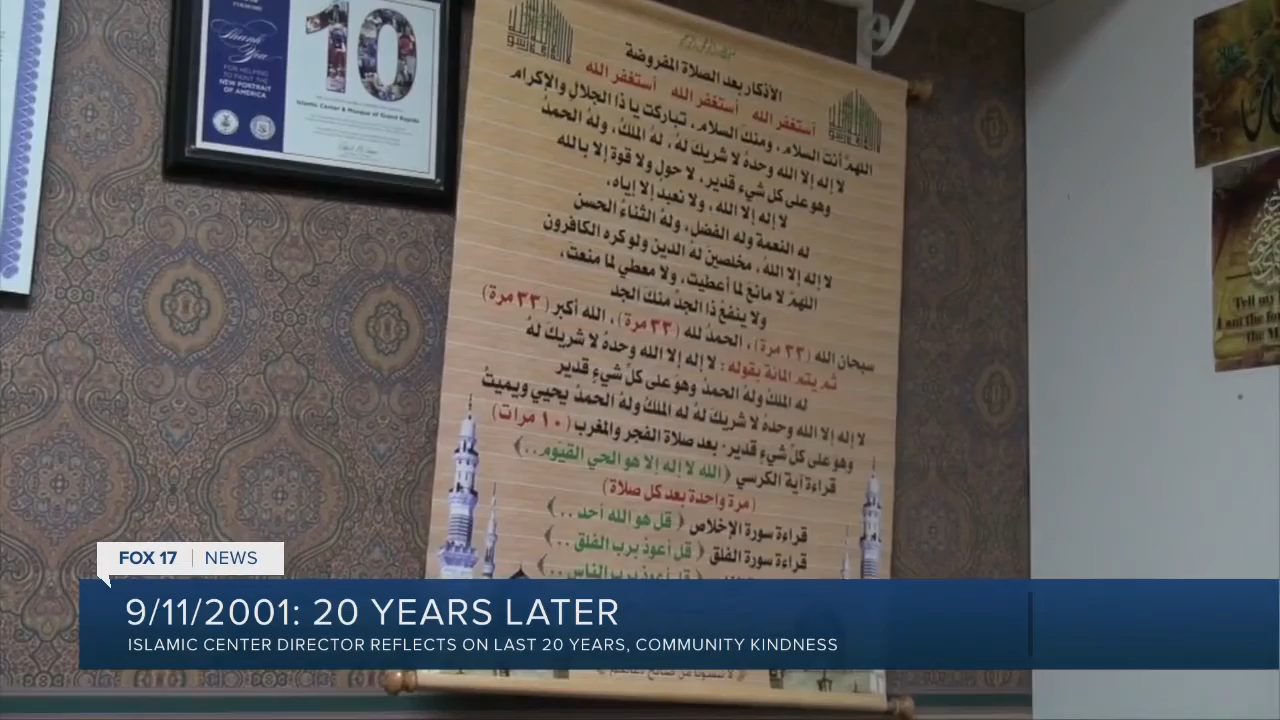 Thank You
FOR HELPING
TO PAINT THE
NEW PORTRAIT
OF AMERICA
10
Islamic Center & Mosque of Grand Rapids
الأذكار بعد الصلاة المفروضة
أستغفر الله أستغفر الله أستغفر الله
اللهمَّ أنت السلام، ومنك السلام، تباركت يا ذا الجلال والإكرام
لا إله إلا الله وحدهُ لا شريك لهُ، لهُ الملكُ، ولهُ الحمدُ
وهو على كل شيء قدير، لا حول ولا قوة إلا بالله
لا إله إلا الله، ولا نعبد إلا إياه،
له النعمة وله الفضل، ولهُ الثناءُ الحسن
لا إله إلا اللهُ، مخلصينَ لهُ الدين ولو كره الكافرون
اللهمَّ لا مانعَ لما أعطيت، ولا معطي لما منعت،
ولا ينفعُ ذا الجدِّ منكَ الجد
سبحان الله (٣٣ مرة)، الحمدُ لله (٣٣ مرة)، الله أكبر (٣٣ مرة)
ثم يتم المائة بقوله: لا إله إلا الله وحدهُ لا شريكَ لهُ
له الملكُ ولهُ الحمدُ وهو على كلِّ شيءٍ قدير
لا إله إلا الله وحدهُ لا شريكَ لهُ له الملكُ ولهُ الحمدُ يحيي ويميتُ
وهو على كلِّ شيءٍ قدير - بعد صلاة الفجر والمغرب (١٠ مرات)
قراءة آية الكرسي ﴿الله لا إله إلا هو الحي القيّوم..﴾
(مرة واحدة بعد كل صلاة)
قراءة سورة الإخلاص ﴿قل هو الله أحد..﴾
قراءة سورة الفلق ﴿قل أعوذ برب الفلق..﴾
﴿قل أعوذ برب الناس..﴾
Tell my
the
the M
FOX 17 NEWS
9/11/2001: 20 YEARS LATER
ISLAMIC CENTER DIRECTOR REFLECTS ON LAST 20 YEARS, COMMUNITY KINDNESS